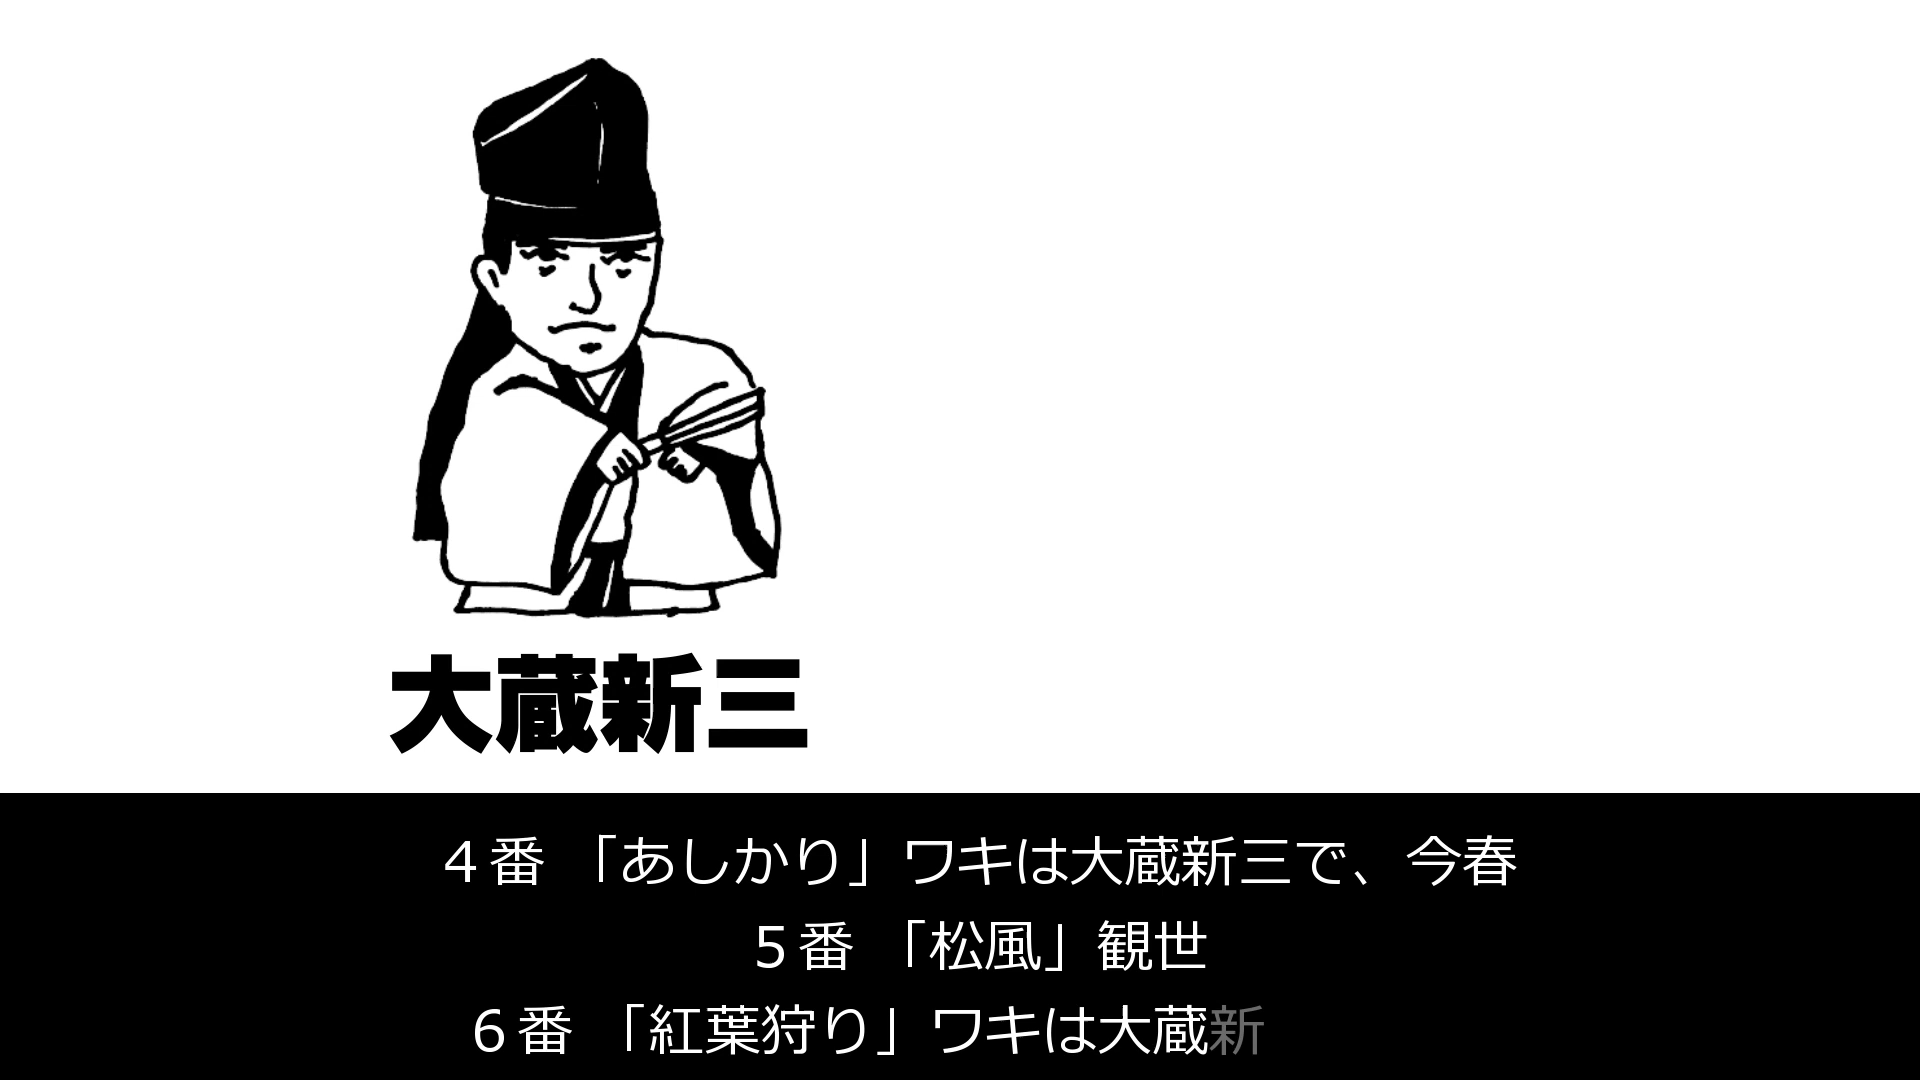 大蔵新三
４番 「あしかり」ワキは大蔵新三で、今春
５番 「松風」観世
６番 「紅葉狩り」ワキは大蔵新